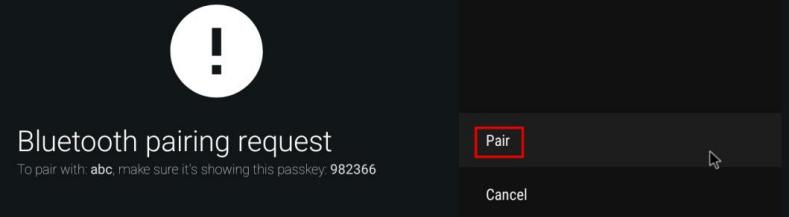 Bluetooth pairing request
To pair with: abc, make sure it's showing this passkey: 982366
Pair
Cancel